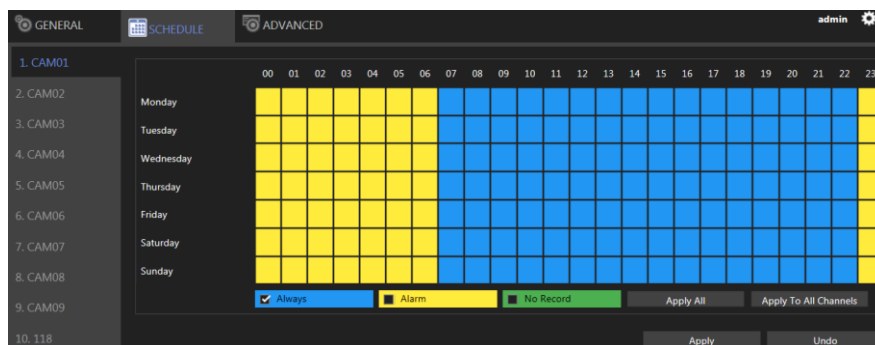 GENERAL SCHEDULE ADVANCED admin
1. CAM01
00 01 02 03 04 05 06 07 08 09 10 11 12 13 14 15 16 17 18 19 20 21 22 23
2. CAM02
Monday
3. CAM03
Tuesday
4. CAM04
Wednesday
5. CAM05
Thursday
6. CAM06
Friday
7. CAM07
Saturday
8. CAM08
Sunday
9. CAM09
Always Alarm No Record Apply All Apply To All Channels
10. 118
Apply Undo